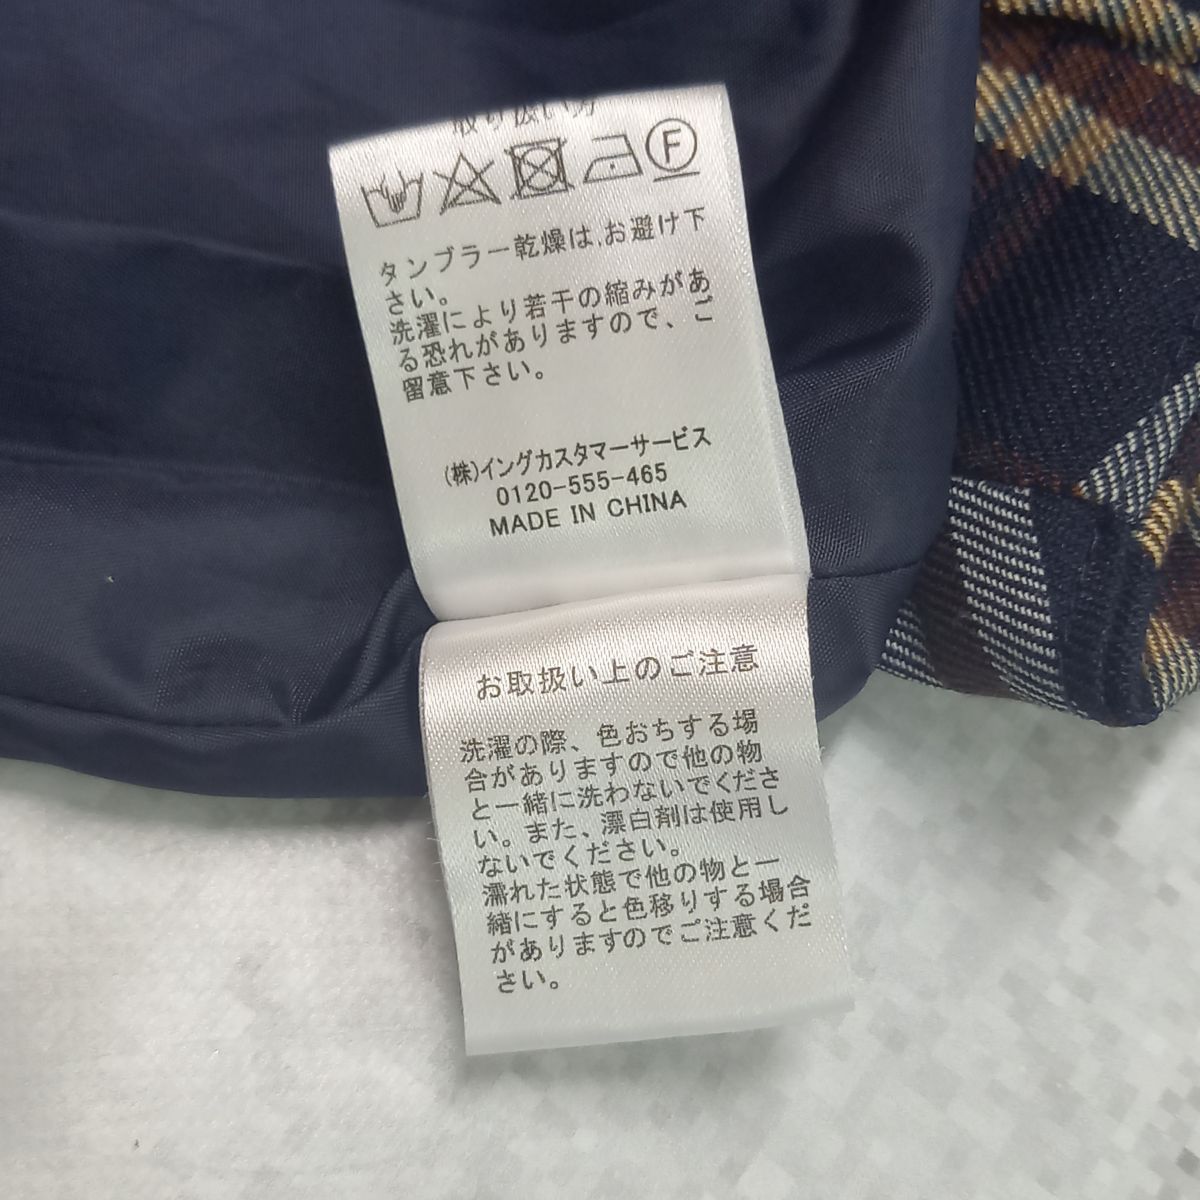 取り扱い方
F
タンブラー乾燥は、お避け下
さい。
洗濯により若干の縮みがあ
る恐れがありますので、ご
留意下さい。
(株)イングカスタマーサービス
0120-555-465
MADE IN CHINA
お取扱い上のご注意
洗濯の際、色おちする場
合がありますので他の物
と一緒に洗わないでくださ
い。また、漂白剤は使用し
ないでください。
濡れた状態で他の物と一
緒にすると色移りする場合
がありますのでご注意くだ
さい。